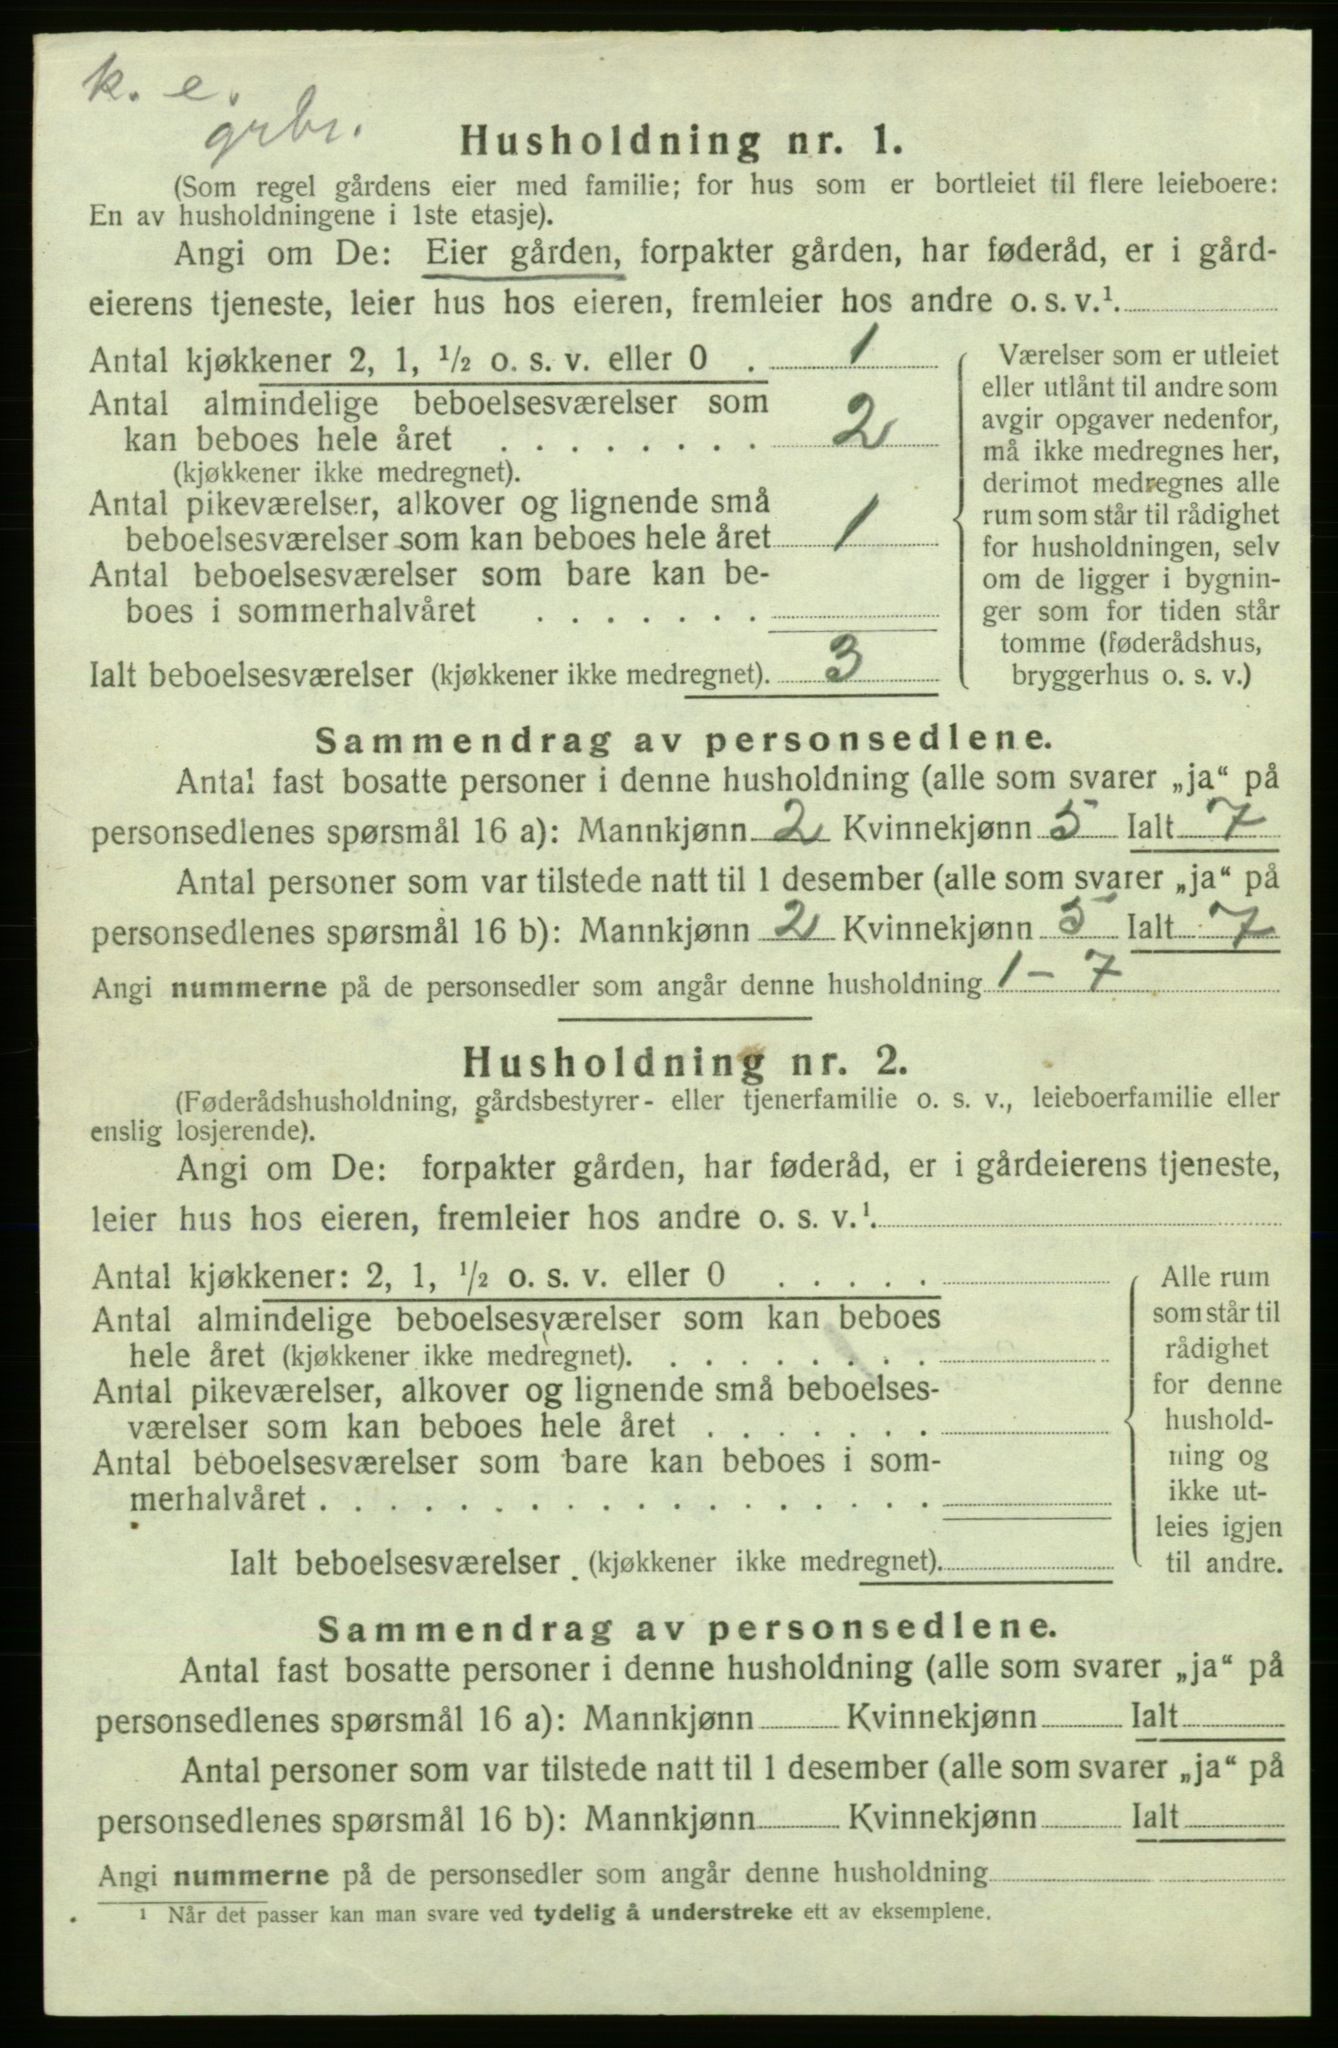 k. e.
grbr.
Husholdning nr. 1.
(Som regel gårdens eier med familie; for hus som er bortleiet til flere leieboere:
En av husholdningene i 1ste etasje).
Angi om De: Eier gården, forpakter gården, har føderåd, er i gård-
eierens tjeneste, leier hus hos eieren, fremleier hos andre o. s. v.¹.
Antal kjøkkener 2, 1, ½ o. s. v. eller 0 . 1
Antal almindelige beboelsesværelser som
kan beboes hele året . . . . . . . . 2
(kjøkkener ikke medregnet).
Antal pikeværelser, alkover og lignende små
beboelsesværelser som kan beboes hele året 1
Antal beboelsesværelser som bare kan be-
boes i sommerhalvåret . . . . . . .
Ialt beboelsesværelser (kjøkkener ikke medregnet). 3
Værelser som er utleiet
eller utlånt til andre som
avgir opgaver nedenfor,
må ikke medregnes her,
derimot medregnes alle
rum som står til rådighet
for husholdningen, selv
om de ligger i bygnin-
ger som for tiden står
tomme (føderådshus,
bryggerhus o. s. v.)
Sammendrag av personsedlene.
Antal fast bosatte personer i denne husholdning (alle som svarer „ja“ på
personsedlenes spørsmål 16 a): Mannkjønn 2 Kvinnekjønn 5 Ialt 7
Antal personer som var tilstede natt til 1 desember (alle som svarer „ja“ på
personsedlenes spørsmål 16 b): Mannkjønn 2 Kvinnekjønn 5 Ialt 7
Angi nummerne på de personsedler som angår denne husholdning 1 – 7
Husholdning nr. 2.
(Føderådshusholdning, gårdsbestyrer- eller tjenerfamilie o. s. v., leieboerfamilie eller
enslig losjerende).
Angi om De: forpakter gården, har føderåd, er i gårdeierens tjeneste,
leier hus hos eieren, fremleier hos andre o. s. v.¹.
Antal kjøkkener: 2, 1, ½ o. s. v. eller 0 . . . . .
Antal almindelige beboelsesværelser som kan beboes
hele året (kjøkkener ikke medregnet). . . . . . . . .
Antal pikeværelser, alkover og lignende små beboelses-
værelser som kan beboes hele året . . . . . . .
Antal beboelsesværelser som bare kan beboes i som-
merhalvåret . . . . . . . . . . . . . . . . . .
Ialt beboelsesværelser (kjøkkener ikke medregnet).
Alle rum
som står til
rådighet
for denne
hushold-
ning og
ikke ut-
leies igjen
til andre.
Sammendrag av personsedlene.
Antal fast bosatte personer i denne husholdning (alle som svarer „ja“ på
personsedlenes spørsmål 16 a): Mannkjønn Kvinnekjønn Ialt
Antal personer som var tilstede natt til 1 desember (alle som svarer „ja“ på
personsedlenes spørsmål 16 b): Mannkjønn Kvinnekjønn Ialt
Angi nummerne på de personsedler som angår denne husholdning
¹ Når det passer kan man svare ved tydelig å understreke ett av eksemplene.